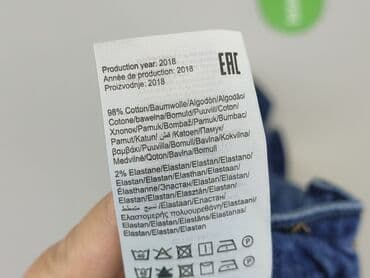 Production year: 2018
Année de production: 2018
Proizvodnje: 2018
EAC
98% Cotton/Baumwolle/Algodón/Algodão/
Cotone/bawełna/Bomuld/Puuvill/Coton/
Хлопок/Pamuk/Bombaž/Pamuk/Bumbac/
Pamut/Katun/قطن/Katoen/Памук/
βαμβάκι/Puuvilla/Bomull/Bavlna/Kokvilna/
Medvilnė/Qoton/Bavlna/Bomull
2% Elastane/Elastan/Elastano/
Elastan/Elastan/Elasthan/Elastan/
Élasthanne/Эластан/Elastan/
Elastan/Elastan/Elasztán/Elastan/
Elastaan/Еластан/
Ελαστομερής πολυουρεθάνη/Elastaani/
Elastan/Elastan/Elastāns/Elastanas/
Elastan/Elastan/Elastan